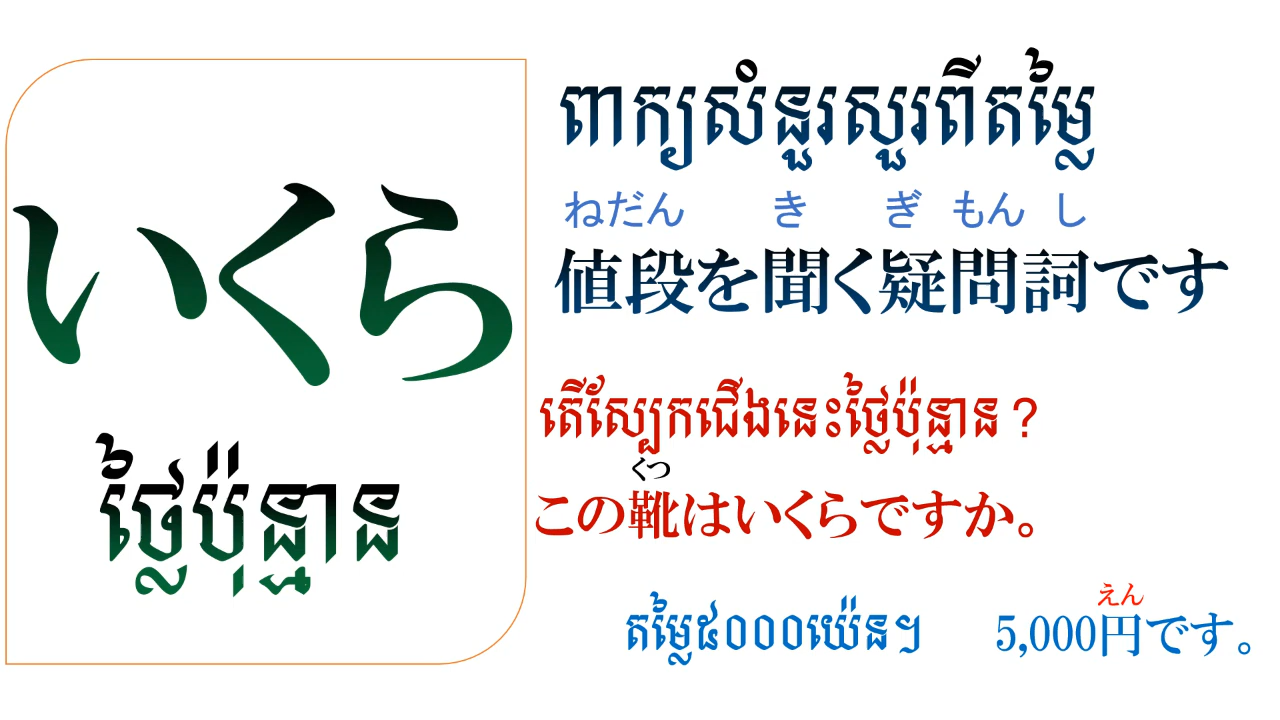 いくら
ថ្លៃប៉ុន្មាន
ពាក្យសំនួរសួរពីតម្លៃ
ねだん き ぎ もん し
値段を聞く疑問詞です
តើស្បែកជើងនេះថ្លៃប៉ុន្មាន？
くつ
この靴はいくらですか。
តម្លៃ៥០០០យ៉េន។
えん
5,000円です。